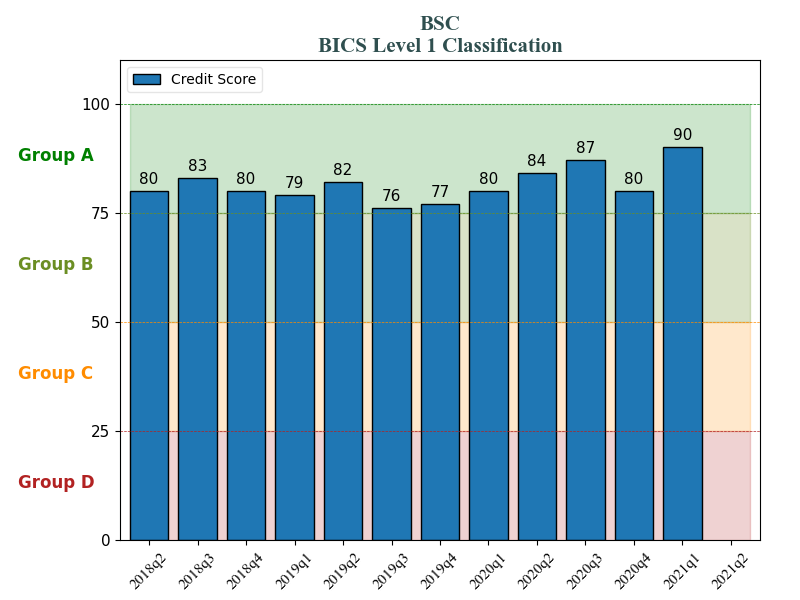 BSC
BICS Level 1 Classification
Credit Score
100
Group A
90
87
84
83
82
80
80
80
80
79
77
76
75
Group B
50
Group C
25
Group D
0
2018q2
2018q3
2018q4
2019q1
2019q2
2019q3
2019q4
2020q1
2020q2
2020q3
2020q4
2021q1
2021q2